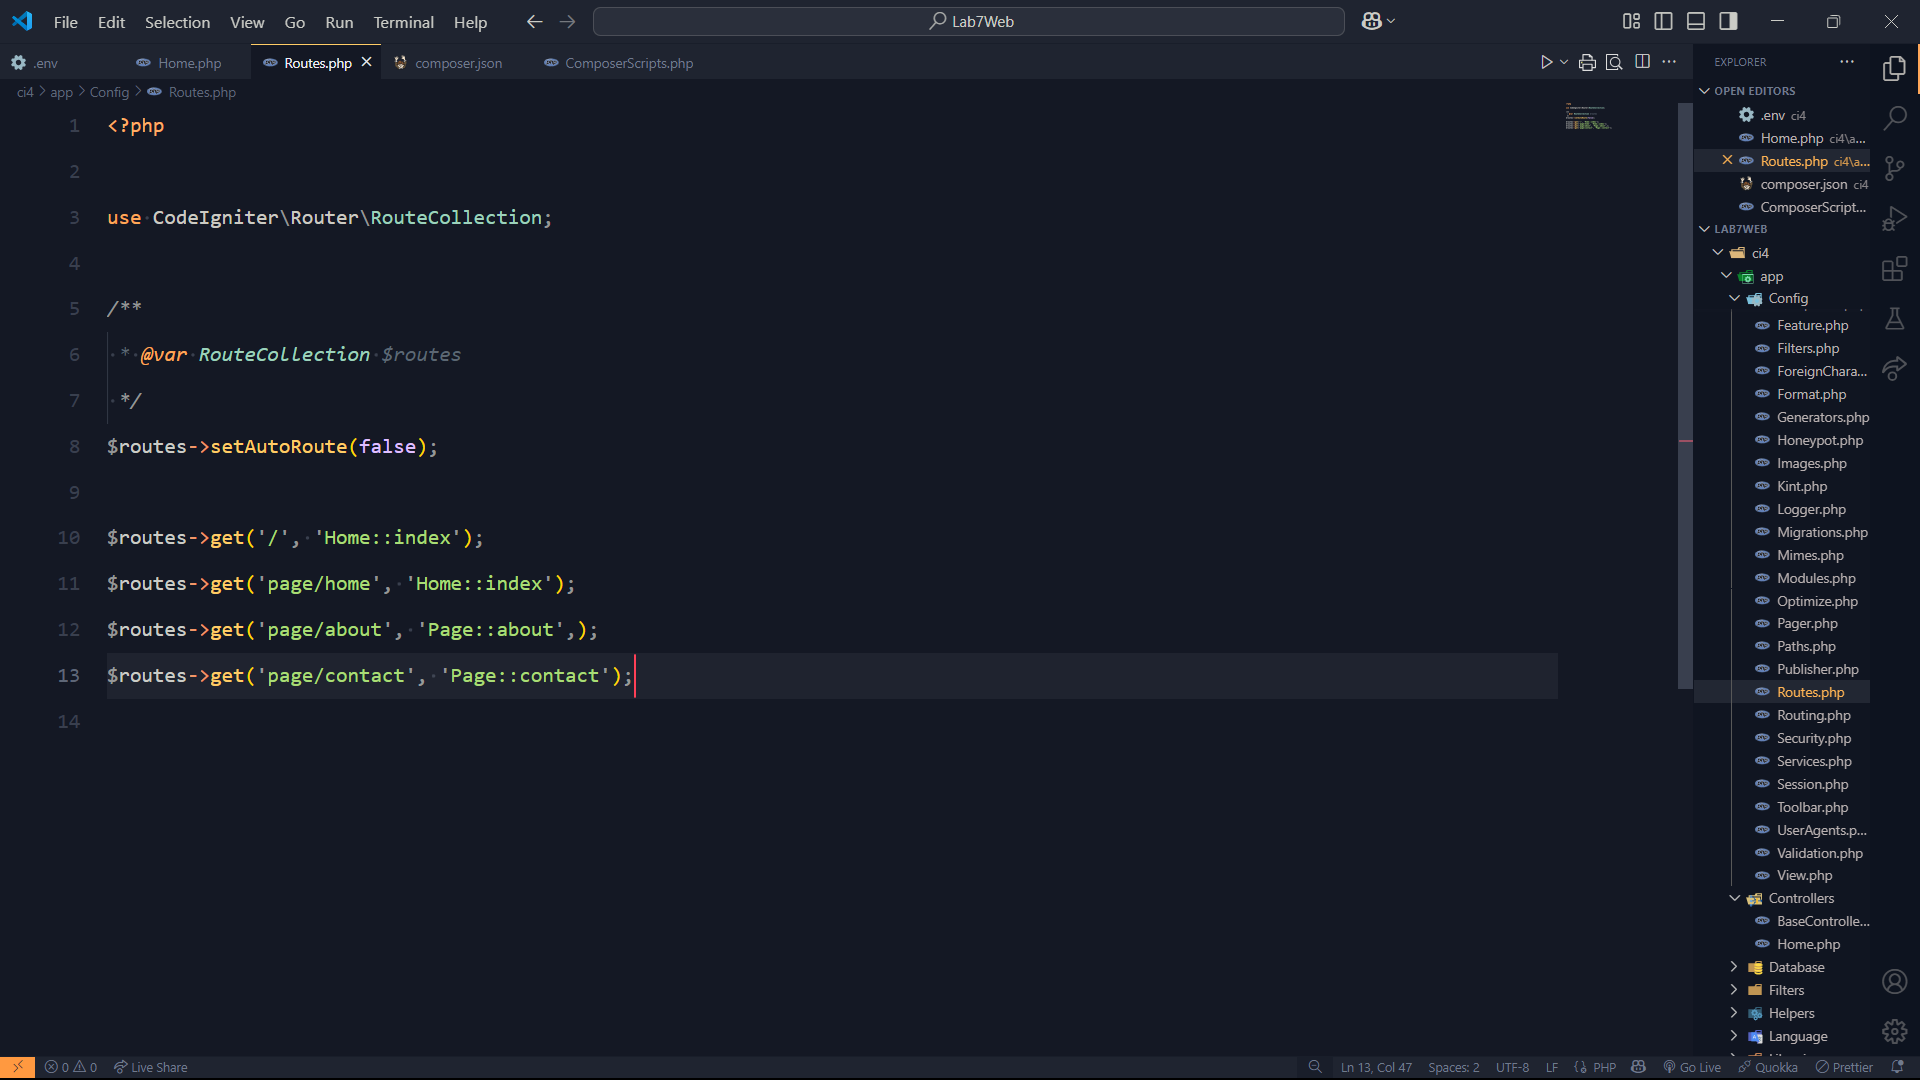 File Edit Selection View Go Run Terminal Help
Lab7Web
.env Home.php Routes.php composer.json ComposerScripts.php
ci4 > app > Config > Routes.php
1 <?php
2
3 use CodeIgniter\Router\RouteCollection;
4
5 /**
6 * @var RouteCollection $routes
7 */
8 $routes->setAutoRoute(false);
9
10 $routes->get('/', 'Home::index');
11 $routes->get('page/home', 'Home::index');
12 $routes->get('page/about', 'Page::about',);
13 $routes->get('page/contact', 'Page::contact');
14
EXPLORER
OPEN EDITORS
.env ci4
Home.php ci4\a...
Routes.php ci4\a...
composer.json ci4
ComposerScript...
LAB7WEB
ci4
app
Config
Feature.php
Filters.php
ForeignChara...
Format.php
Generators.php
Honeypot.php
Images.php
Kint.php
Logger.php
Migrations.php
Mimes.php
Modules.php
Optimize.php
Pager.php
Paths.php
Publisher.php
Routes.php
Routing.php
Security.php
Services.php
Session.php
Toolbar.php
UserAgents.p...
Validation.php
View.php
Controllers
BaseControlle...
Home.php
Database
Filters
Helpers
Language
0 0 Live Share
Ln 13, Col 47 Spaces: 2 UTF-8 LF {} PHP Go Live Quokka Prettier